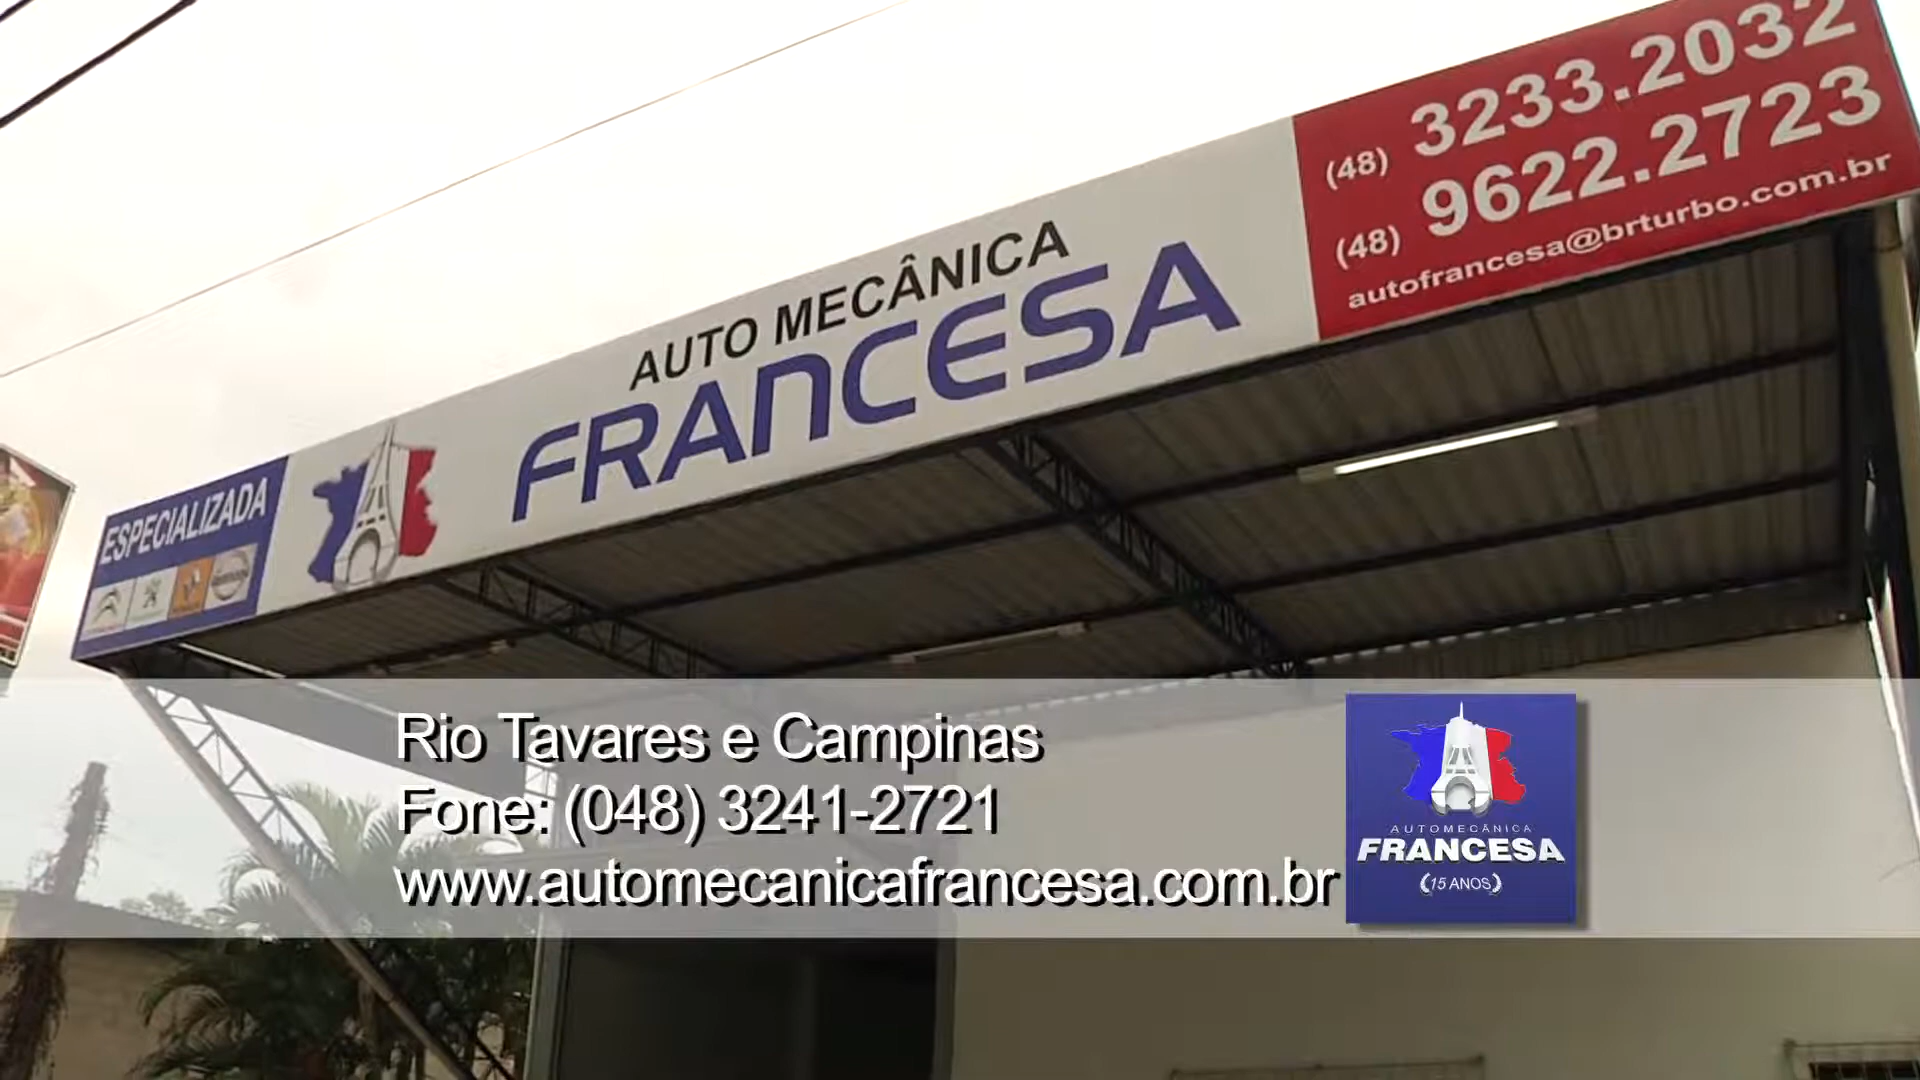 (48) 3233.2032
(48) 9622.2723
autofrancesa@brturbo.com.br
AUTO MECÂNICA
FRANCESA
ESPECIALIZADA
Rio Tavares e Campinas
Fone: (048) 3241-2721
www.automecanicafrancesa.com.br
AUTOMECÂNICA
FRANCESA
15 ANOS